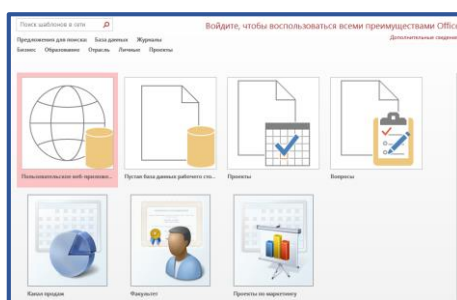 Поиск шаблонов в сети
Войдите, чтобы воспользоваться всеми преимуществами Office
Дополнительные сведения
Предложения для поиска База данных Журналы
Бизнес Образование Отрасль Личные Проекты
Пользовательское веб-приложе...
Пустая база данных рабочего сто...
Проекты
Вопросы
Канал продаж
Факультет
Проекты по маркетингу